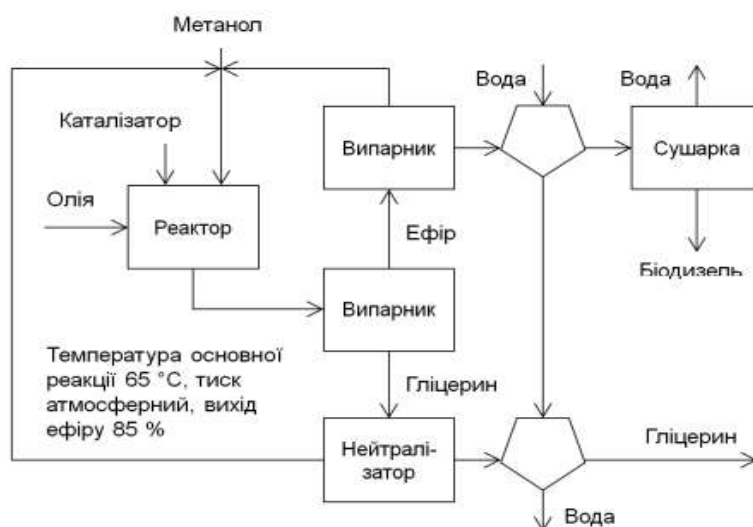 Метанол
Вода
Вода
Каталізатор
Випарник
Сушарка
Олія
Реактор
Ефір
Біодизель
Випарник
Температура основної
реакції 65 °C, тиск
атмосферний, вихід
ефіру 85 %
Гліцерин
Нейтралі-
затор
Гліцерин
Вода